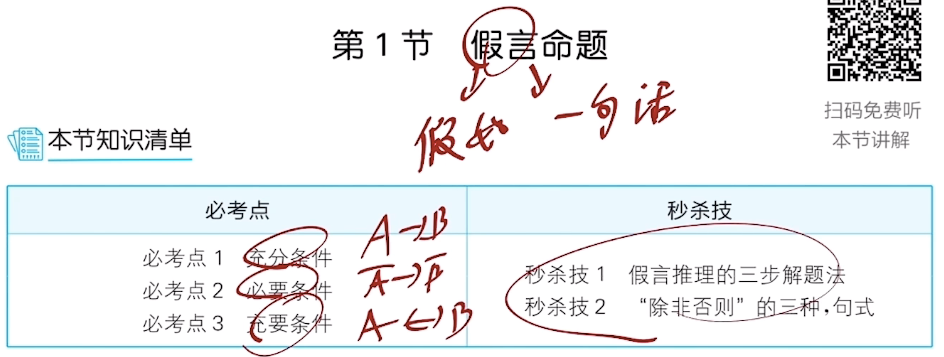 第1节 假言命题
扫码免费听
本节讲解
假如 一句话
本节知识清单
必考点 秒杀技
必考点1 充分条件 A→B
必考点2 必要条件
必考点3 充要条件 A↔B
秒杀技1 假言推理的三步解题法
秒杀技2 “除非否则”的三种句式